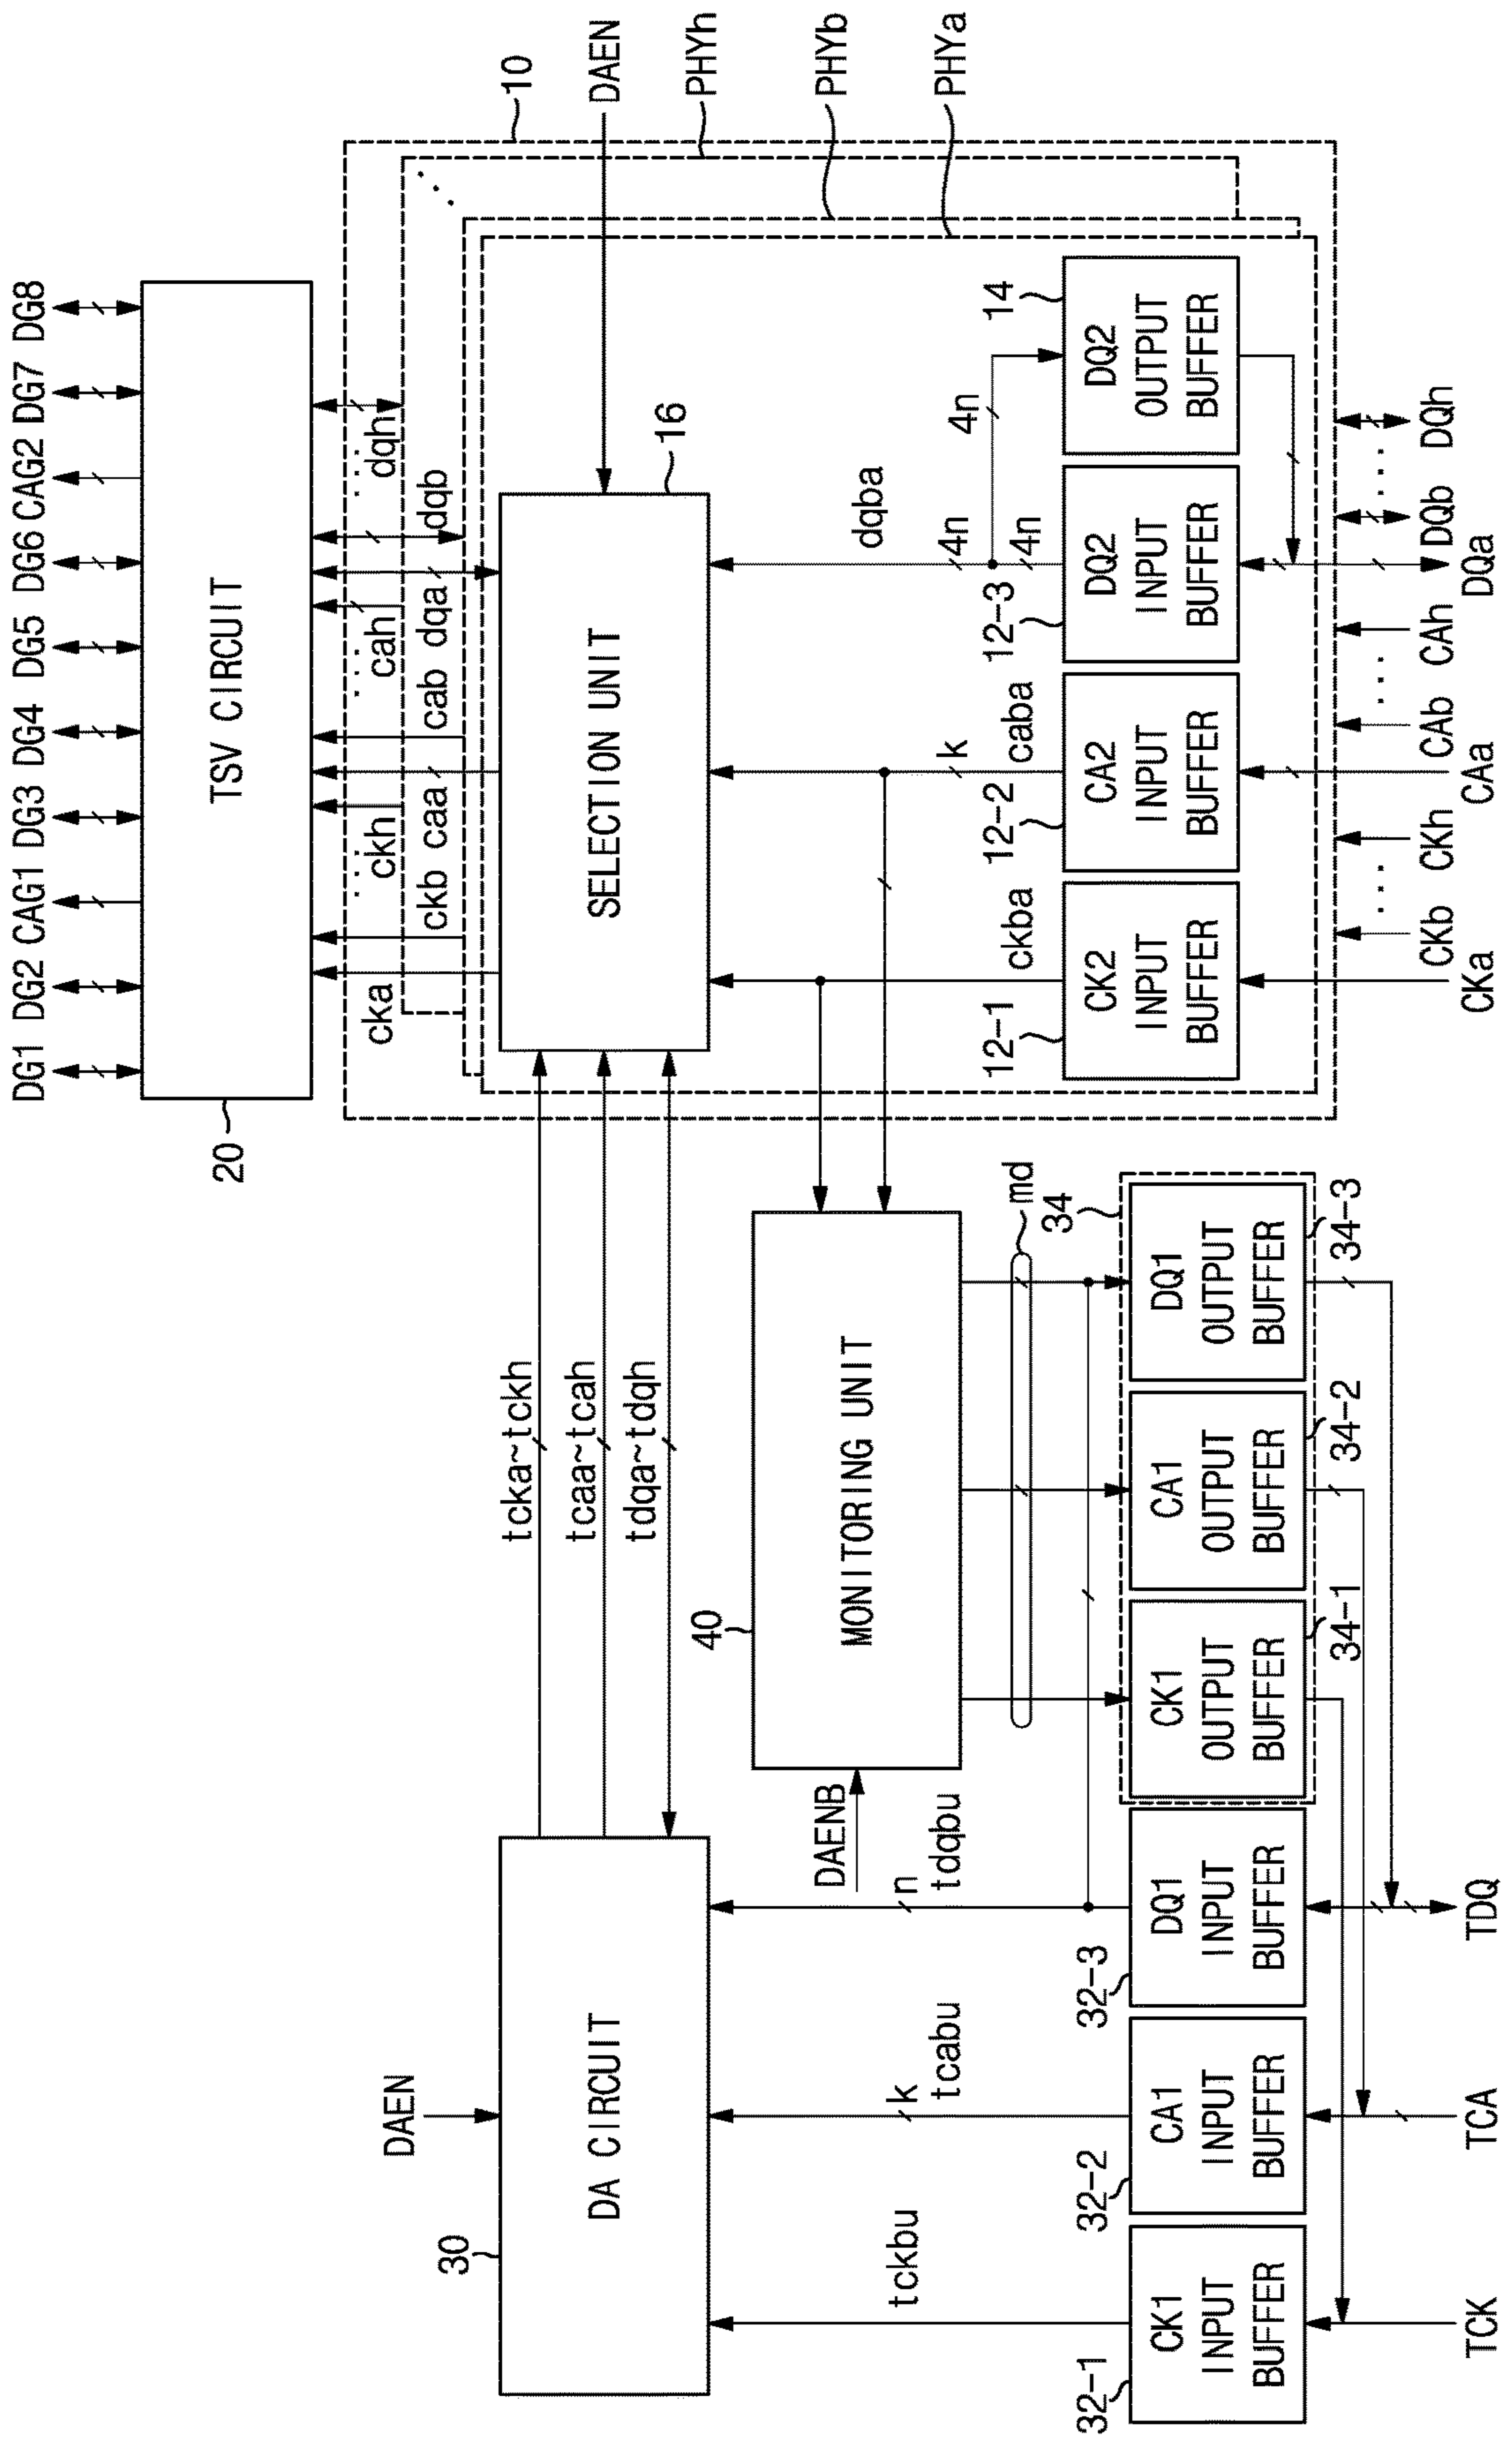 DG1
DG2
CAG1
DG3
DG4
DG5
DG6
CAG2
DG7
DG8
20
TSV CIRCUIT
cka
ckb
ckh
caa
cab
cah
dqa
dqb
dqh
10
DAEN
PHYh
PHYb
PHYa
SELECTION UNIT
16
ckba
k
caba
4n
4n
4n
dqba
12-1
CK2
INPUT
BUFFER
12-2
CA2
INPUT
BUFFER
12-3
DQ2
INPUT
BUFFER
14
DQ2
OUTPUT
BUFFER
CKa
CKb
CKh
CAa
CAb
CAh
DQa
DQb
DQh
DAEN
30
DA CIRCUIT
tcka~tckh
tcaa~tcah
tdqa~tdqh
tckbu
k
tcabu
n
tdqbu
DAENB
40
MONITORING UNIT
md
34
32-1
CK1
INPUT
BUFFER
32-2
CA1
INPUT
BUFFER
32-3
DQ1
INPUT
BUFFER
CK1
OUTPUT
BUFFER
34-1
CA1
OUTPUT
BUFFER
34-2
DQ1
OUTPUT
BUFFER
34-3
TCK
TCA
TDQ